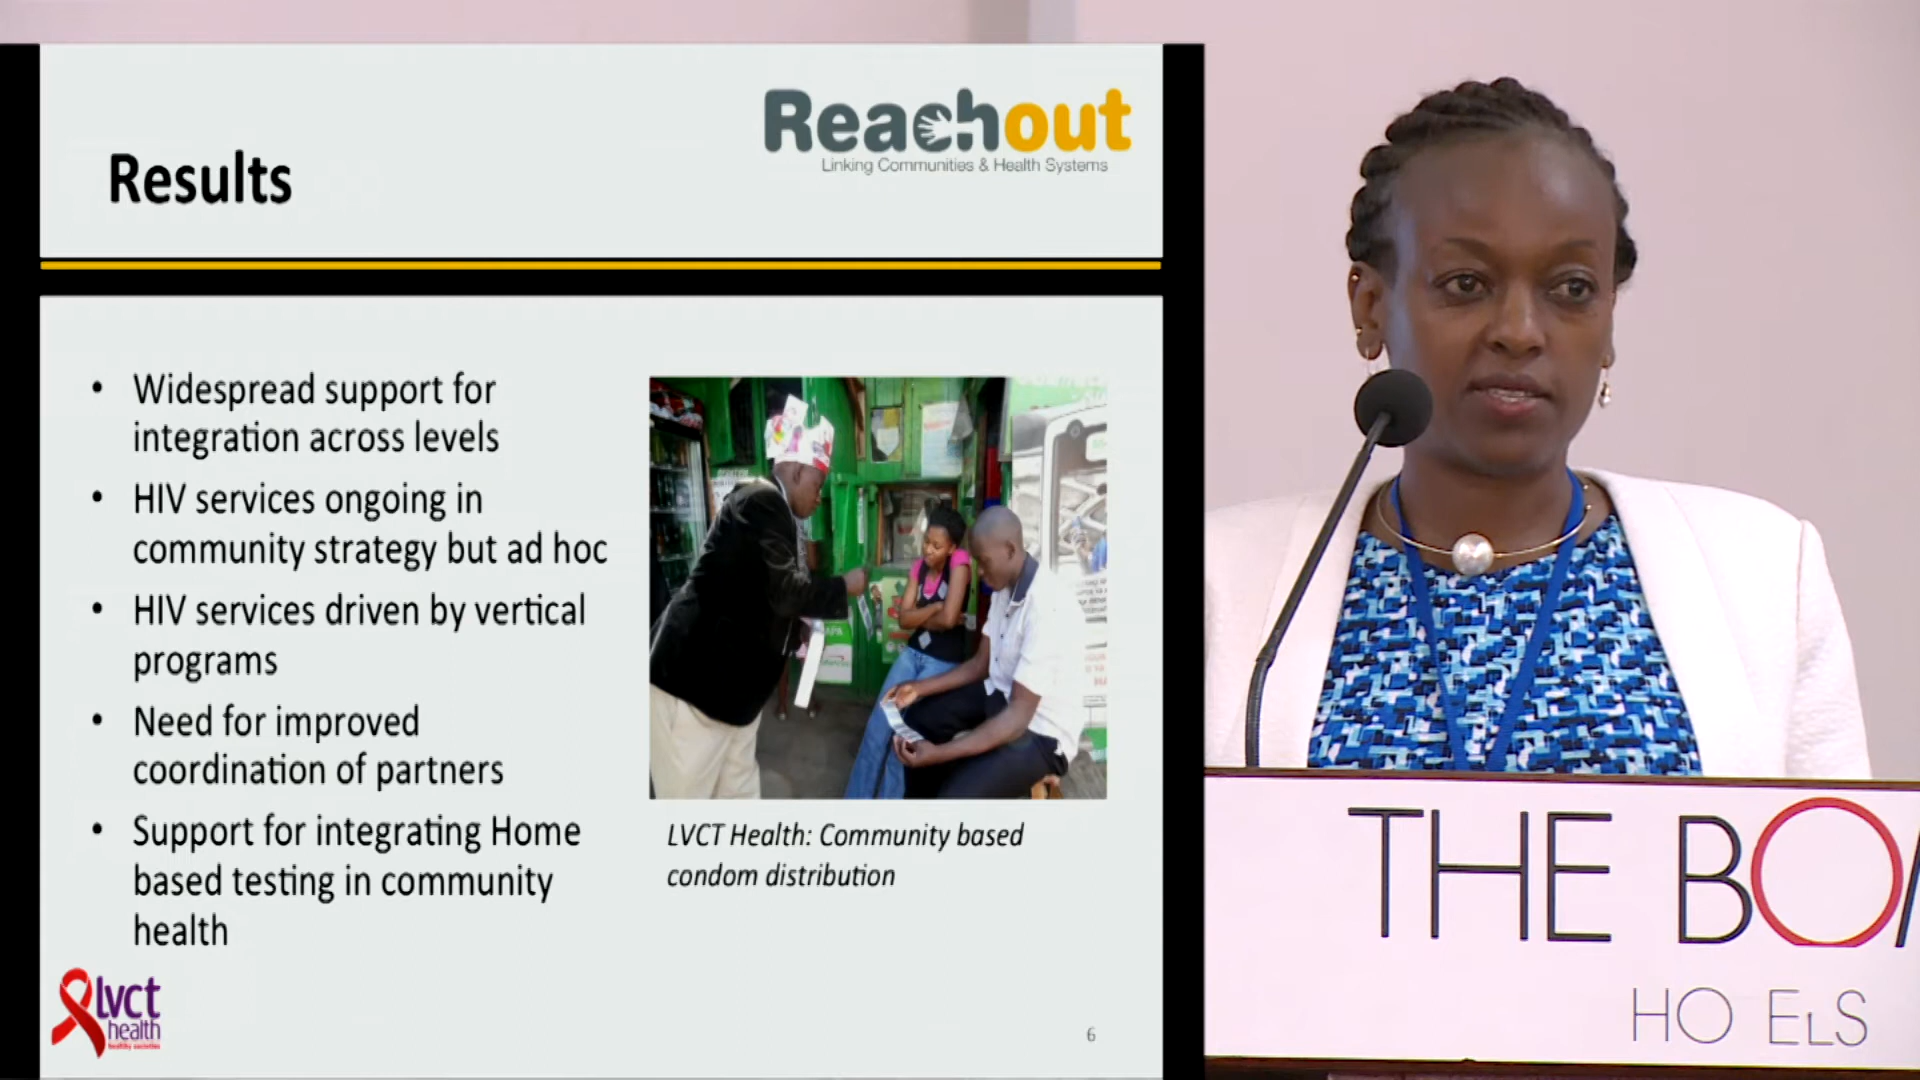 Reachout
Linking Communities & Health Systems
Results
• Widespread support for
integration across levels
• HIV services ongoing in
community strategy but ad hoc
• HIV services driven by vertical
programs
• Need for improved
coordination of partners
• Support for integrating Home
based testing in community
health
LVCT Health: Community based
condom distribution
lvct
health
healthy societies
6
THE BO
HO ELS